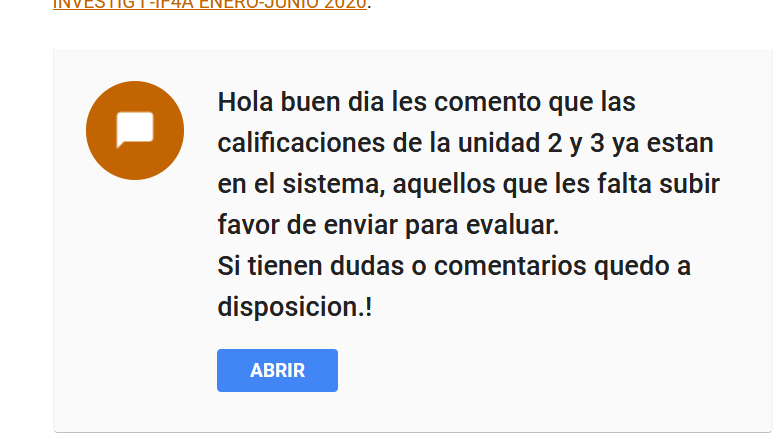 INVESTIG I -IF4A ENERO-JUNIO 2020.
Hola buen dia les comento que las
calificaciones de la unidad 2 y 3 ya estan
en el sistema, aquellos que les falta subir
favor de enviar para evaluar.
Si tienen dudas o comentarios quedo a
disposicion.!
ABRIR